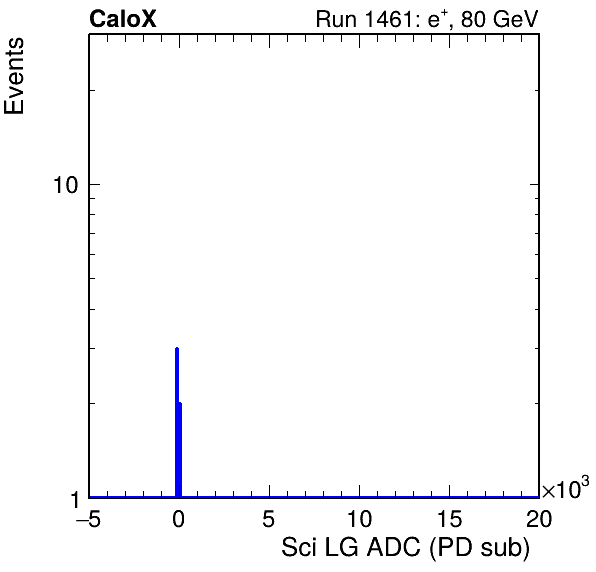 CaloX Run 1461: e⁺, 80 GeV
Events
10
1
−5 0 5 10 15 20
×10³
Sci LG ADC (PD sub)